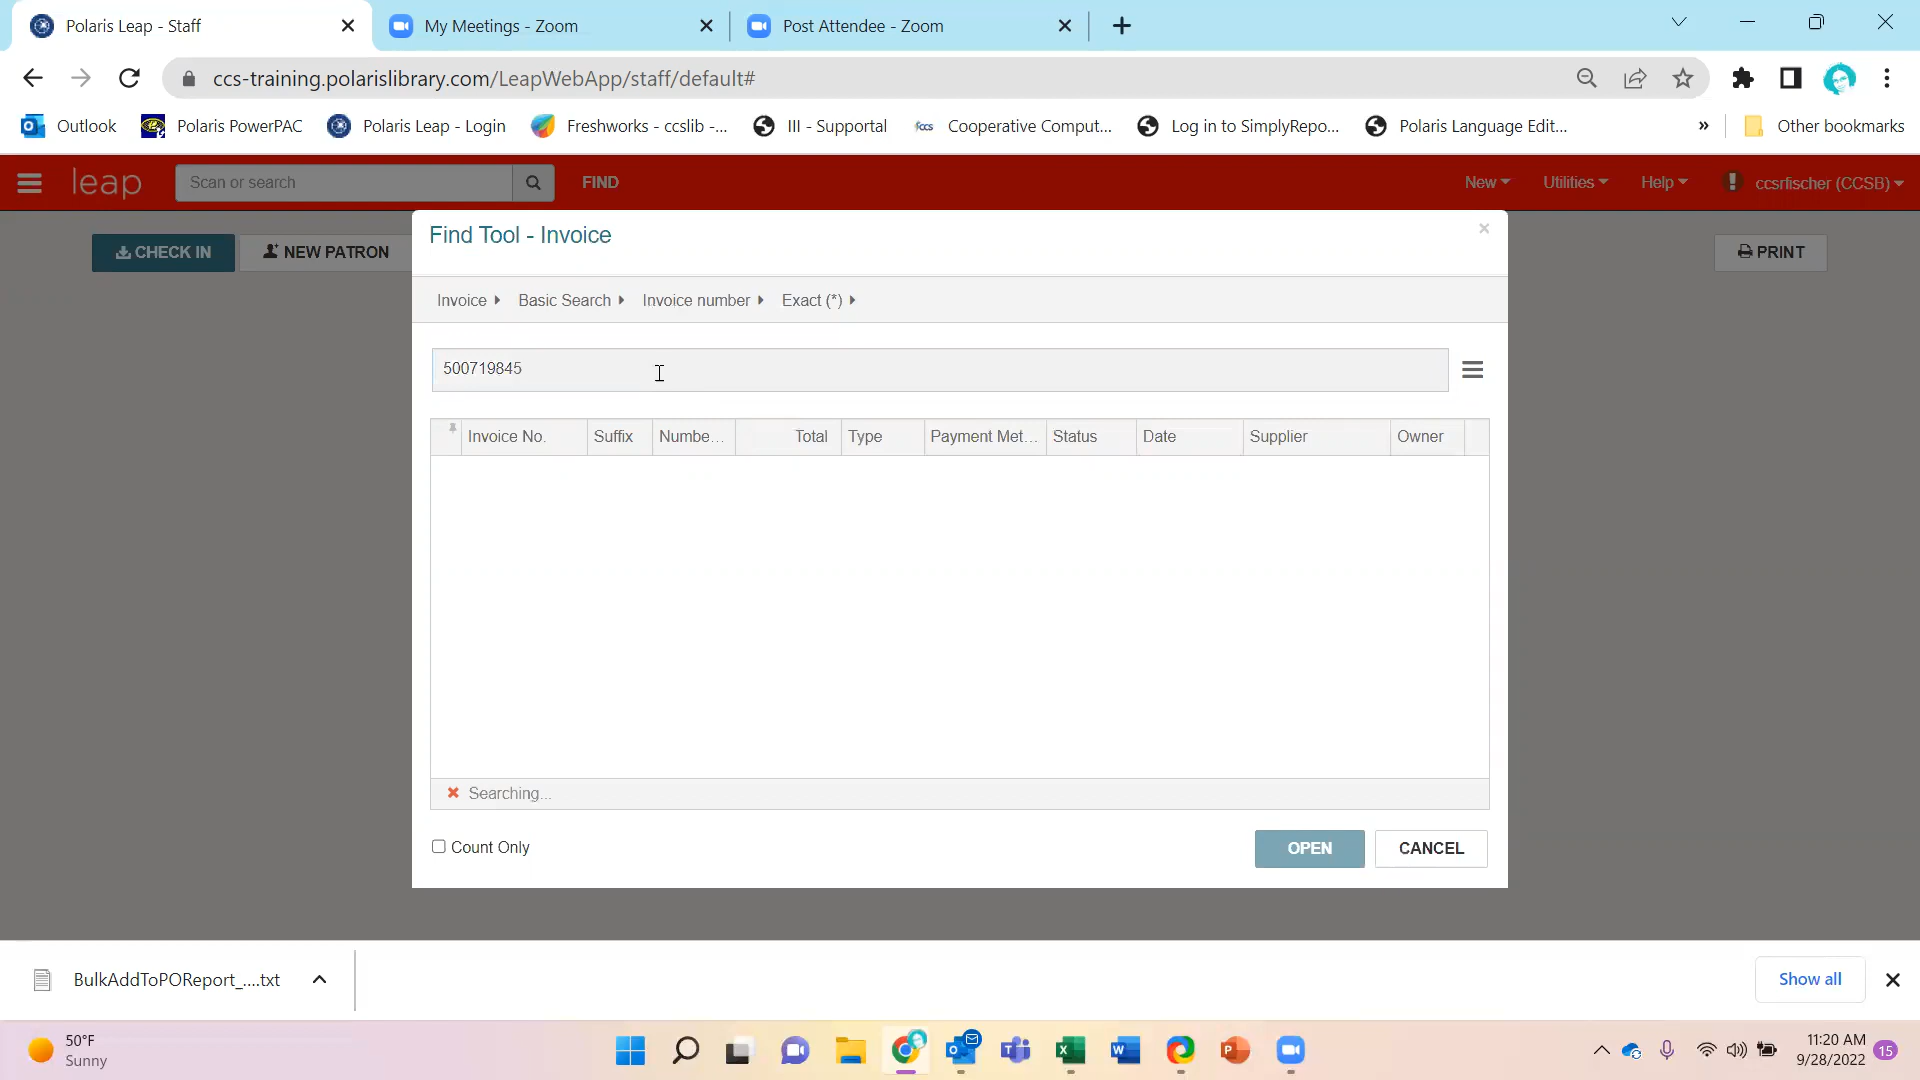 Polaris Leap - Staff
My Meetings - Zoom
Post Attendee - Zoom
ccs-training.polarislibrary.com/LeapWebApp/staff/default#
Outlook
Polaris PowerPAC
Polaris Leap - Login
Freshworks - ccslib -...
III - Supportal
ccs
Cooperative Comput...
Log in to SimplyRepo...
Polaris Language Edit...
»
Other bookmarks
leap
Scan or search
FIND
New
Utilities
Help
ccsrfischer (CCSB)
CHECK IN
NEW PATRON
PRINT
Find Tool - Invoice
×
Invoice
Basic Search
Invoice number
Exact (*)
500719845
Invoice No.
Suffix
Numbe...
Total
Type
Payment Met...
Status
Date
Supplier
Owner
Searching...
Count Only
OPEN
CANCEL
BulkAddToPOReport_....txt
Show all
50°F
Sunny
11:20 AM
9/28/2022
15